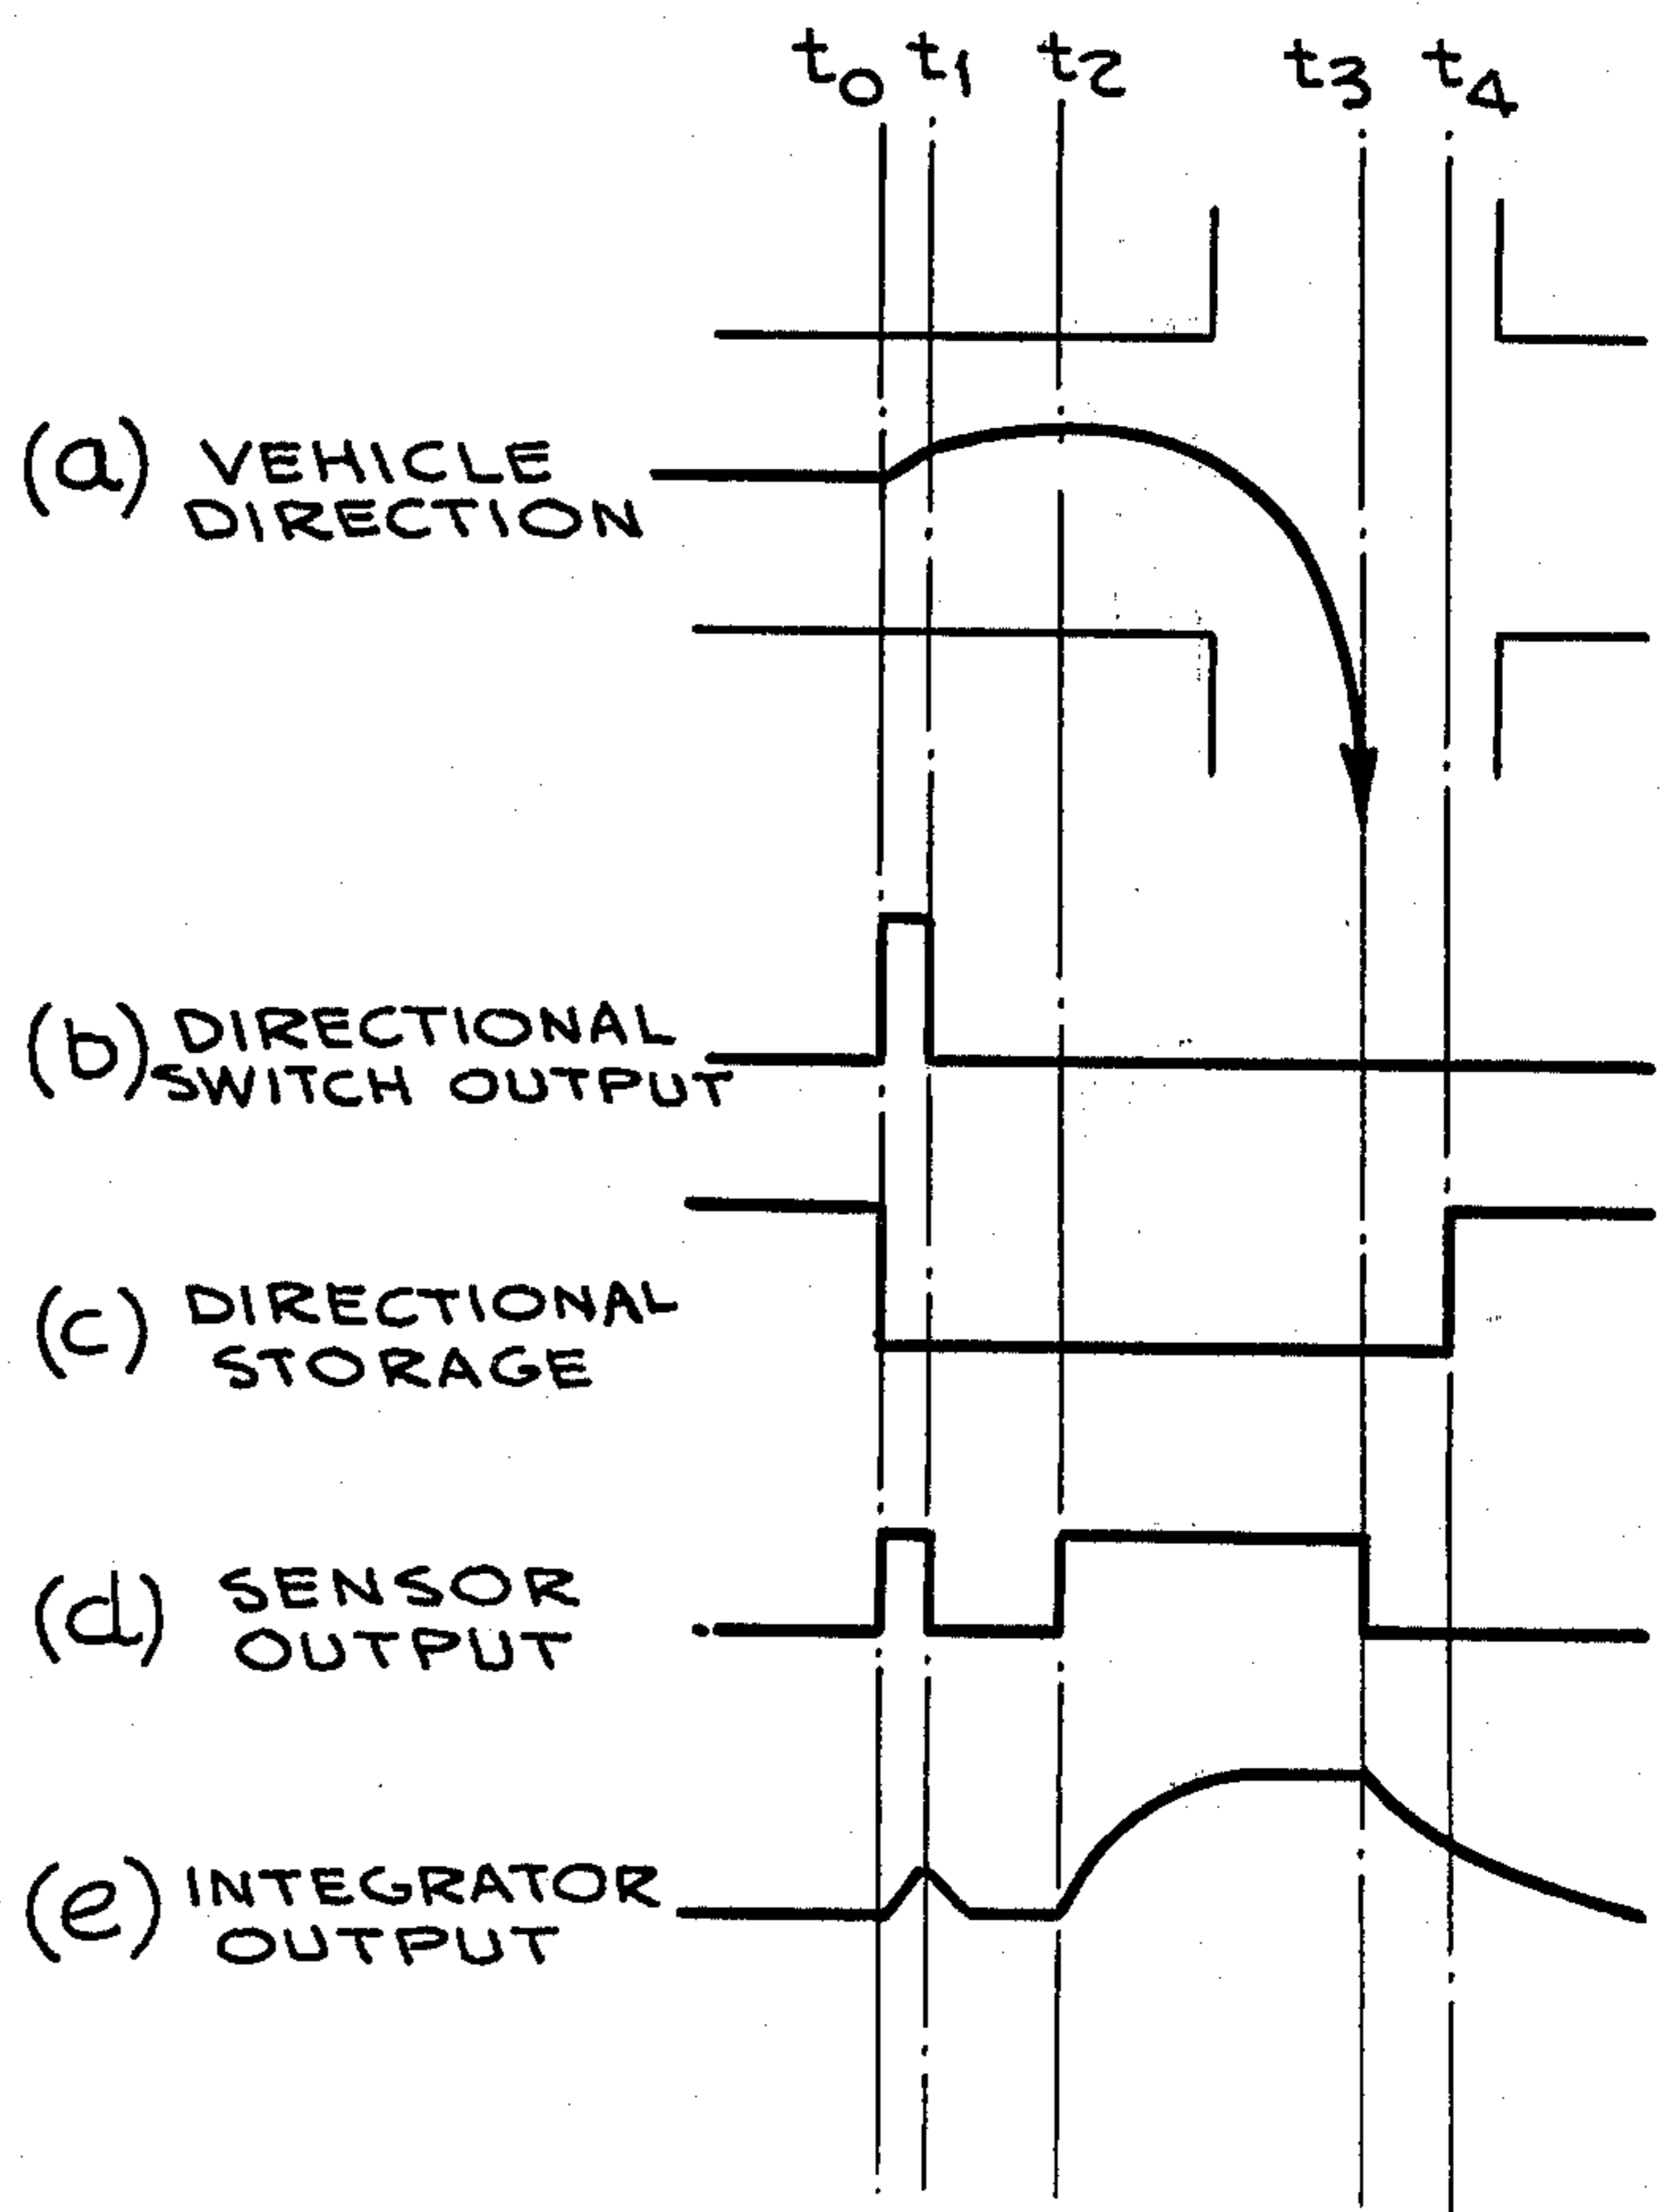 t0 t1 t2 t3 t4
(a) VEHICLE
DIRECTION
(b) DIRECTIONAL
SWITCH OUTPUT
(c) DIRECTIONAL
STORAGE
(d) SENSOR
OUTPUT
(e) INTEGRATOR
OUTPUT